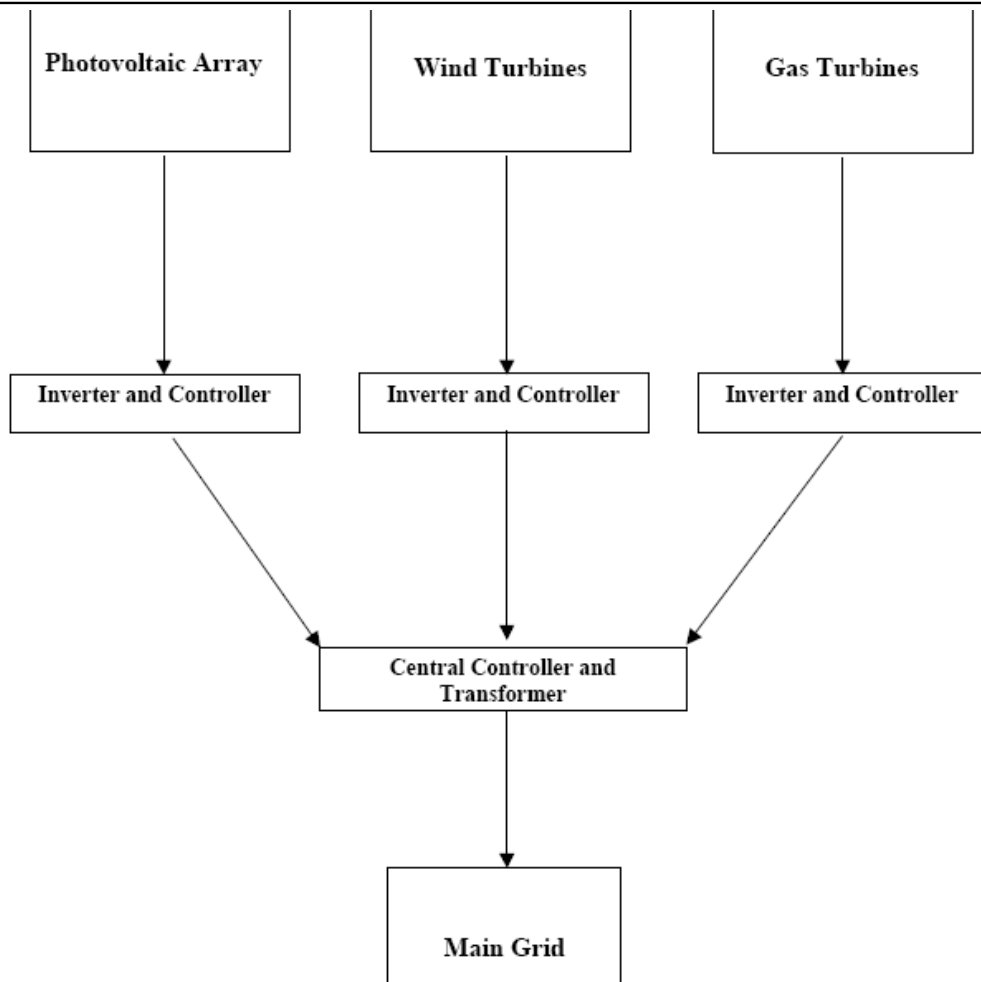 Photovoltaic Array
Wind Turbines
Gas Turbines
Inverter and Controller
Inverter and Controller
Inverter and Controller
Central Controller and
Transformer
Main Grid